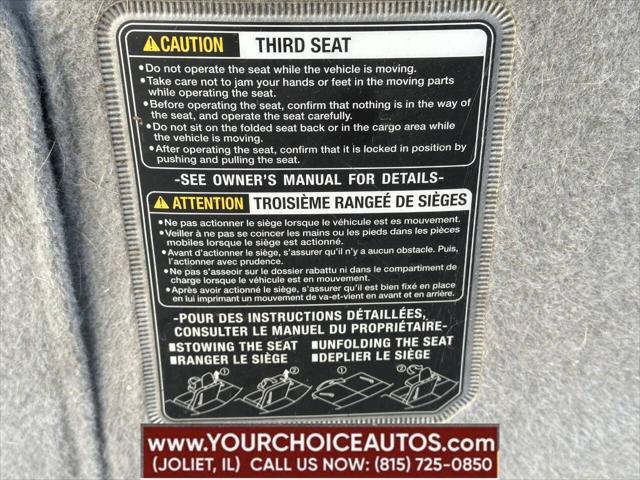 CAUTION THIRD SEAT
•Do not operate the seat while the vehicle is moving.
•Take care not to jam your hands or feet in the moving parts
while operating the seat.
•Before operating the seat, confirm that nothing is in the way of
the seat, and operate the seat carefully.
•Do not sit on the folded seat back or in the cargo area while
the vehicle is moving.
•After operating the seat, confirm that it is locked in position by
pushing and pulling the seat.
-SEE OWNER'S MANUAL FOR DETAILS-
ATTENTION TROISIÈME RANGEÉ DE SIÈGES
•Ne pas actionner le siège lorsque le véhicule est es mouvement.
•Veiller à ne pas se coincer les mains ou les pieds dans les pièces
mobiles lorsque le siège est actionné.
•Avant d'actionner le siège, s'assurer qu'il n'y a aucun obstacle. Puis,
l'actionner avec prudence.
•Ne pas s'asseoir sur le dossier rabattu ni dans le compartiment de
charge lorsque le véhicule est en mouvement.
•Après avoir actionné le siège, s'assurer qu'il est bien fixé en place
en lui imprimant un mouvement de va-et-vient en avant et en arrière.
-POUR DES INSTRUCTIONS DÉTAILLÉES,
CONSULTER LE MANUEL DU PROPRIÉTAIRE-
■STOWING THE SEAT ■UNFOLDING THE SEAT
■RANGER LE SIÈGE ■DEPLIER LE SIÈGE
① ② ① ②
www.YOURCHOICEAUTOS.com
(JOLIET, IL) CALL US NOW: (815) 725-0850